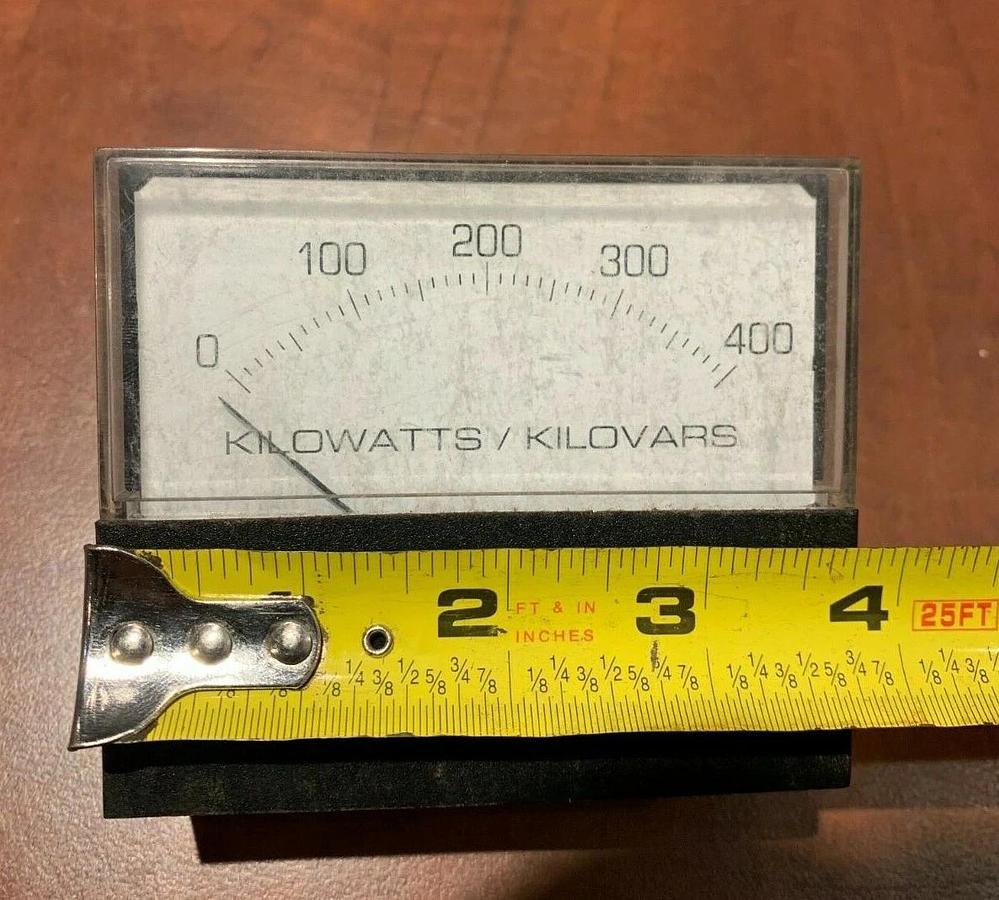 0 100 200 300 400
KILOWATTS / KILOVARS
2 FT & IN INCHES 3 4 25FT
1/8 1/4 3/8 1/2 5/8 3/4 7/8 1/8 1/4 3/8 1/2 5/8 3/4 7/8 1/8 1/4 3/8 1/2 5/8 3/4 7/8 1/8 1/4 3/8